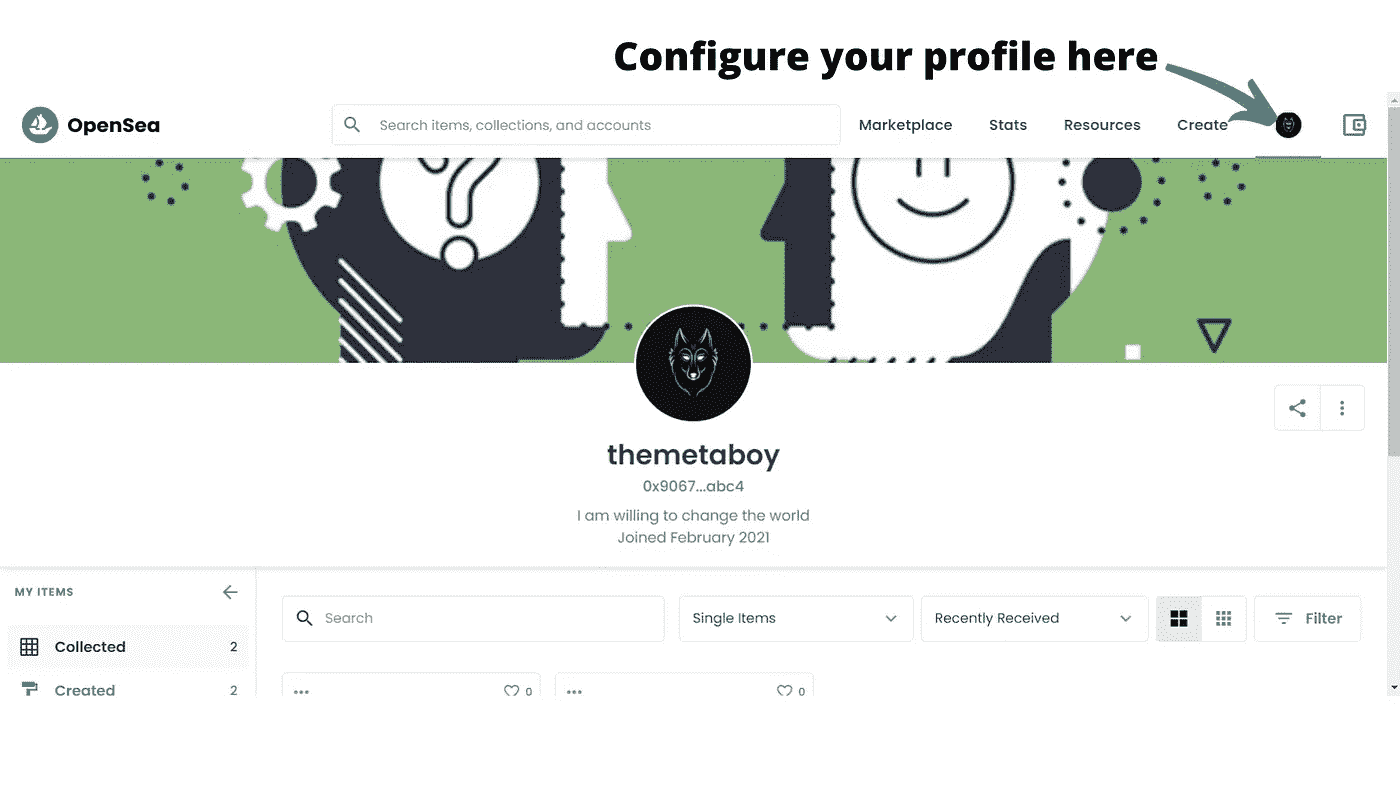 Configure your profile here
OpenSea
Search items, collections, and accounts
Marketplace
Stats
Resources
Create
themetaboy
0x9067...abc4
I am willing to change the world
Joined February 2021
MY ITEMS
Search
Single Items
Recently Received
Filter
Collected 2
Created 2
0
0